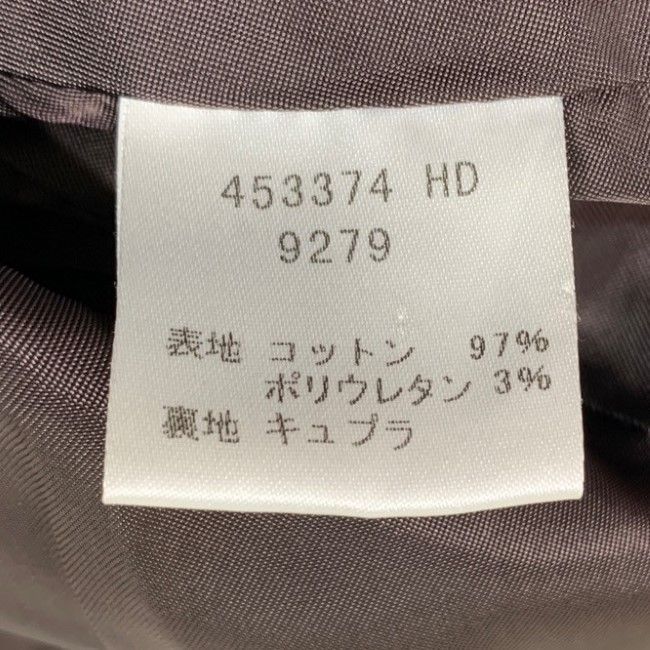 453374 HD
9279
表地 コットン 97%
ポリウレタン 3%
裏地 キュプラ